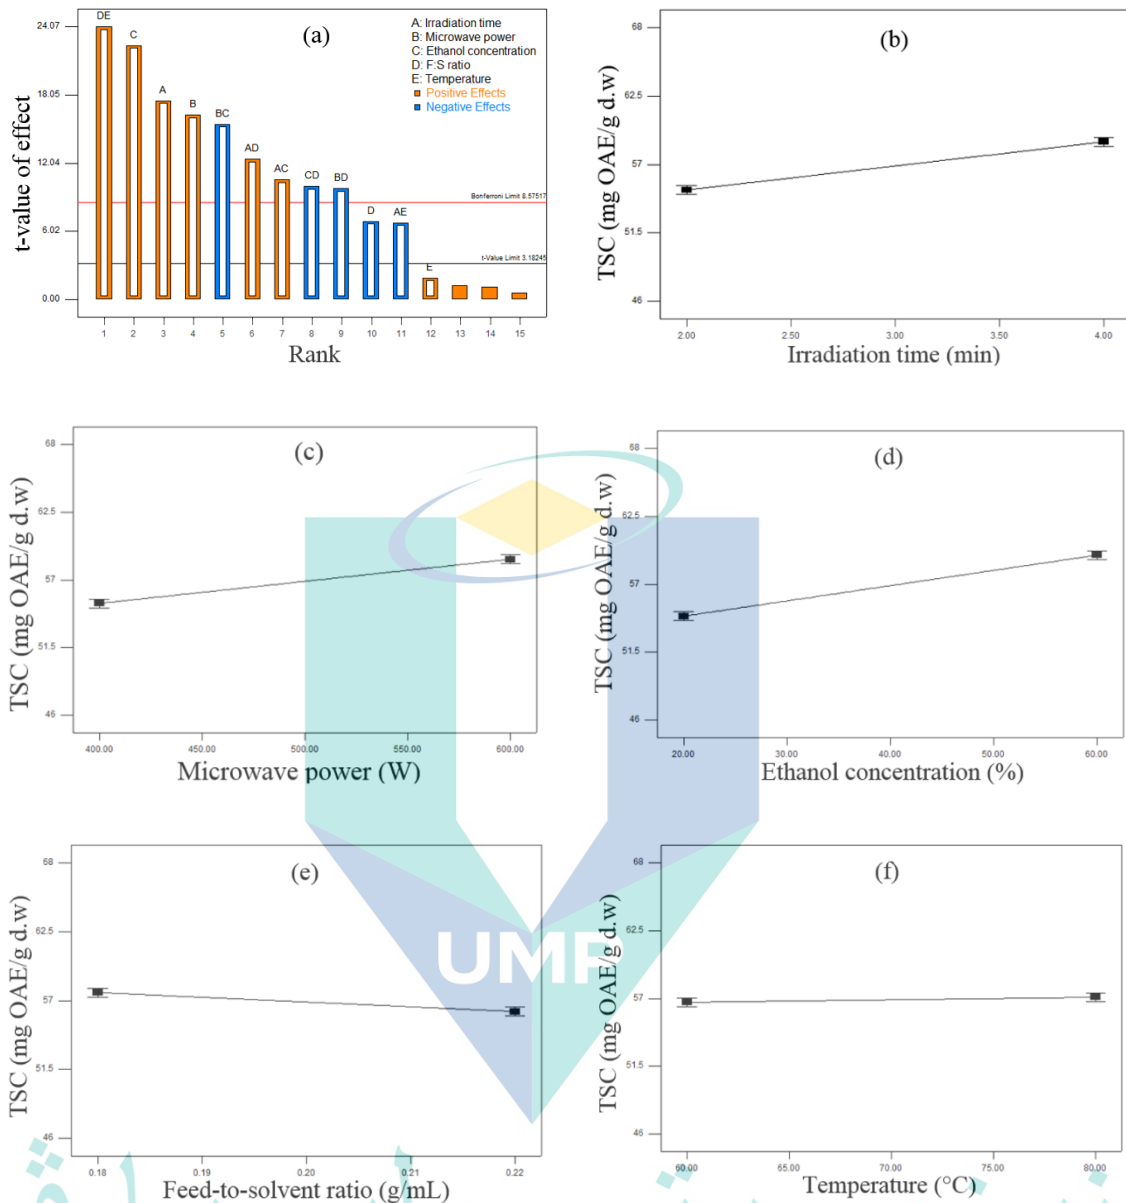 (a)
t-value of effect
24.07
18.05
12.04
6.02
0.00
DE
C
A
B
BC
AD
AC
CD
BD
D
AE
E
A: Irradiation time
B: Microwave power
C: Ethanol concentration
D: F:S ratio
E: Temperature
Positive Effects
Negative Effects
Bonferroni Limit 8.57517
t-Value Limit 3.18245
1 2 3 4 5 6 7 8 9 10 11 12 13 14 15
Rank
(b)
TSC (mg OAE/g d.w)
68
62.5
57
51.5
46
2.00 2.50 3.00 3.50 4.00
Irradiation time (min)
(c)
TSC (mg OAE/g d.w)
68
62.5
57
51.5
46
400.00 450.00 500.00 550.00 600.00
Microwave power (W)
(d)
TSC (mg OAE/g d.w)
68
62.5
57
51.5
46
20.00 30.00 40.00 50.00 60.00
Ethanol concentration (%)
(e)
TSC (mg OAE/g d.w)
68
62.5
57
51.5
46
0.18 0.19 0.20 0.21 0.22
Feed-to-solvent ratio (g/mL)
(f)
TSC (mg OAE/g d.w)
68
62.5
57
51.5
46
60.00 65.00 70.00 75.00 80.00
Temperature (°C)
UMP